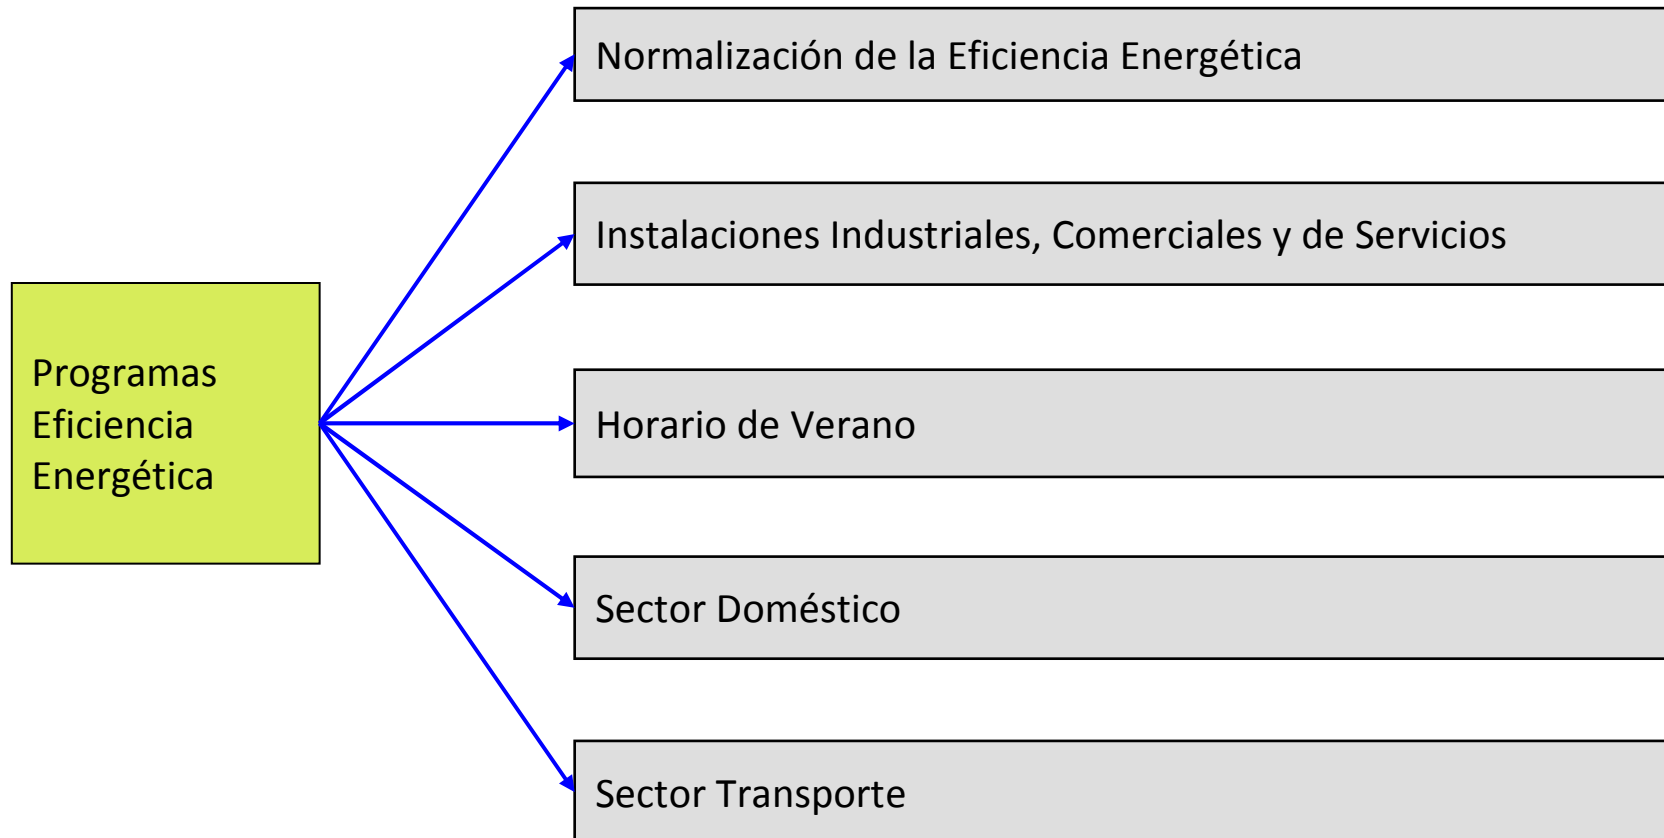 Normalización de la Eficiencia Energética
Instalaciones Industriales, Comerciales y de Servicios
Programas
Eficiencia
Energética
Horario de Verano
Sector Doméstico
Sector Transporte